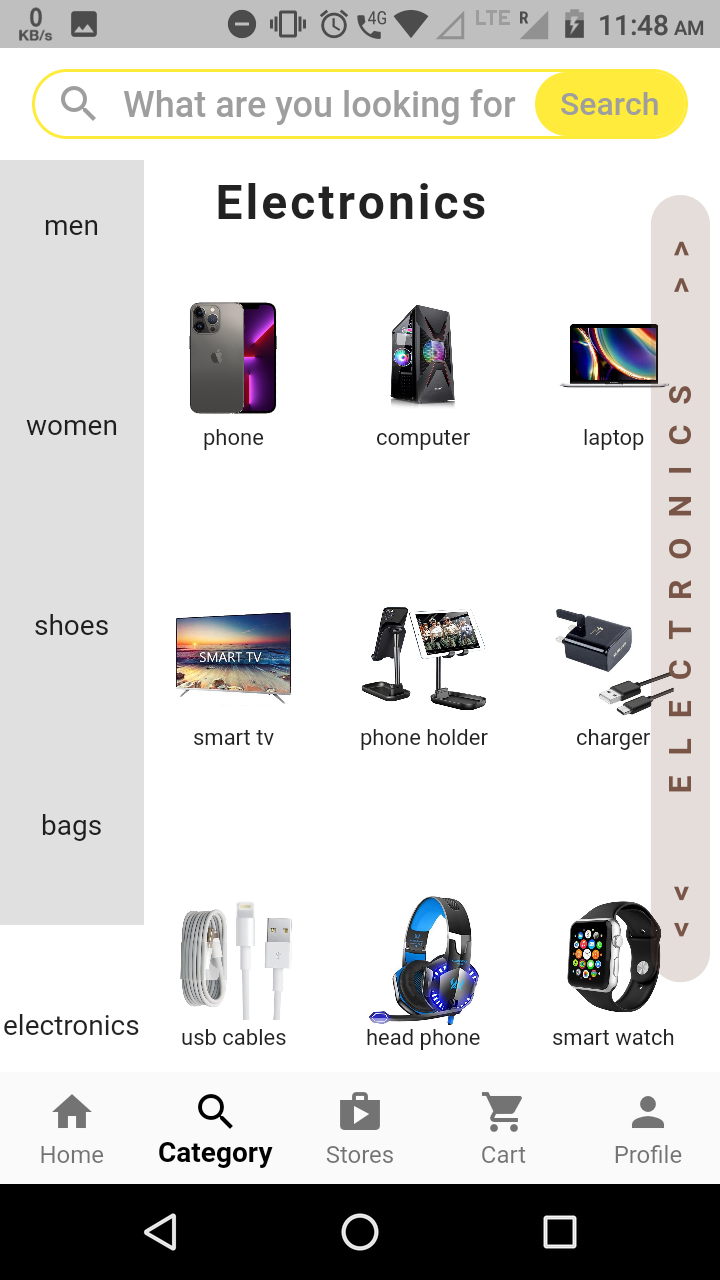 0
KB/s
4G
LTE
R
11:48 AM
What are you looking for
Search
men
women
shoes
bags
electronics
Electronics
phone
computer
laptop
SMART TV
smart tv
phone holder
charger
usb cables
head phone
smart watch
< < ELECTRONICS > >
Home
Category
Stores
Cart
Profile